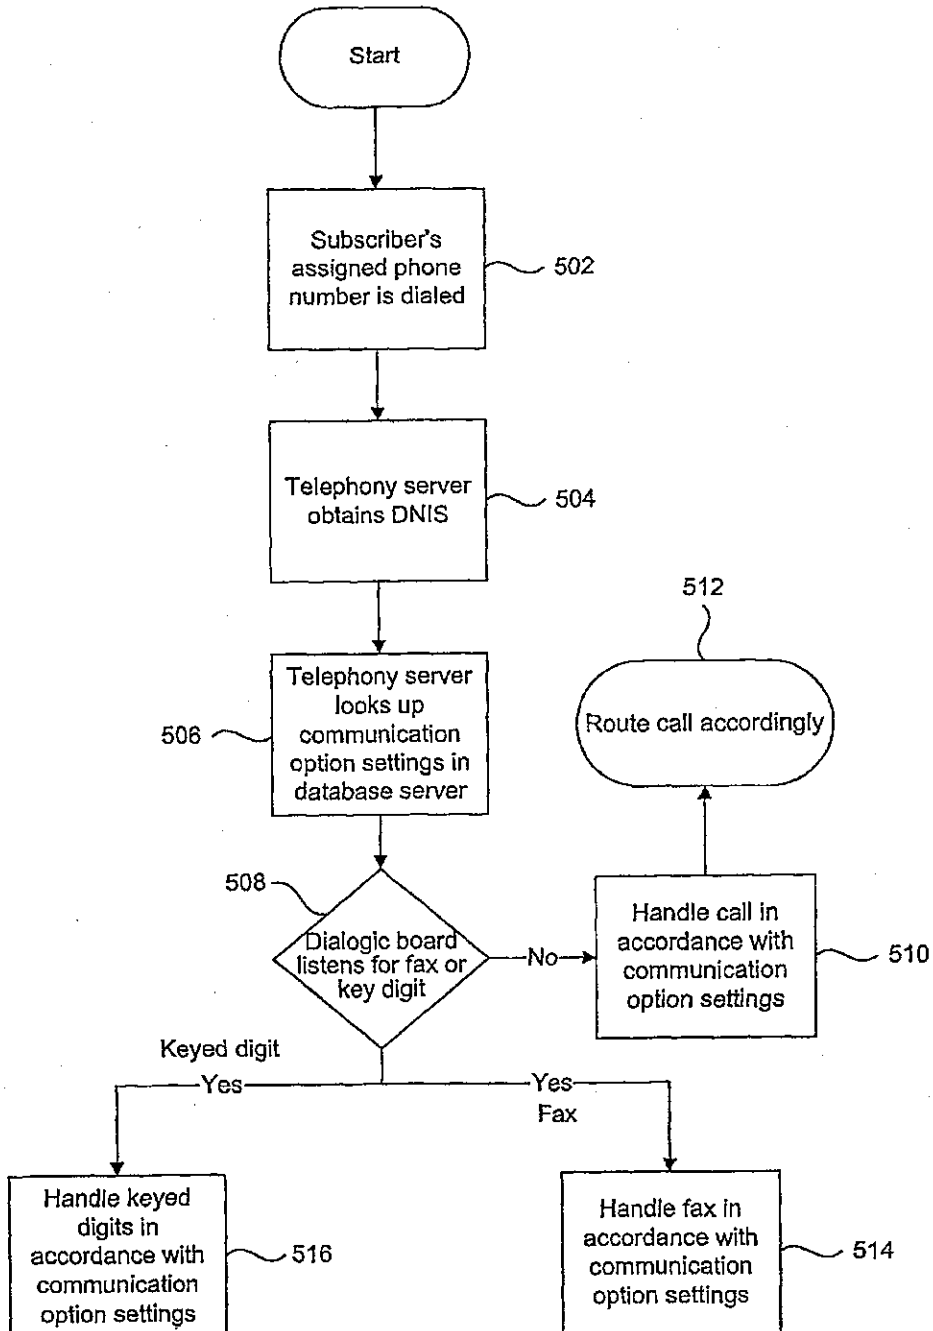 Start
Subscriber's
assigned phone
number is dialed
502
Telephony server
obtains DNIS
504
512
Telephony server
looks up
communication
option settings in
database server
506
Route call accordingly
508
Dialogic board
listens for fax or
key digit
No
Handle call in
accordance with
communication
option settings
510
Keyed digit
Yes
Yes
Fax
Handle keyed
digits in
accordance with
communication
option settings
516
Handle fax in
accordance with
communication
option settings
514